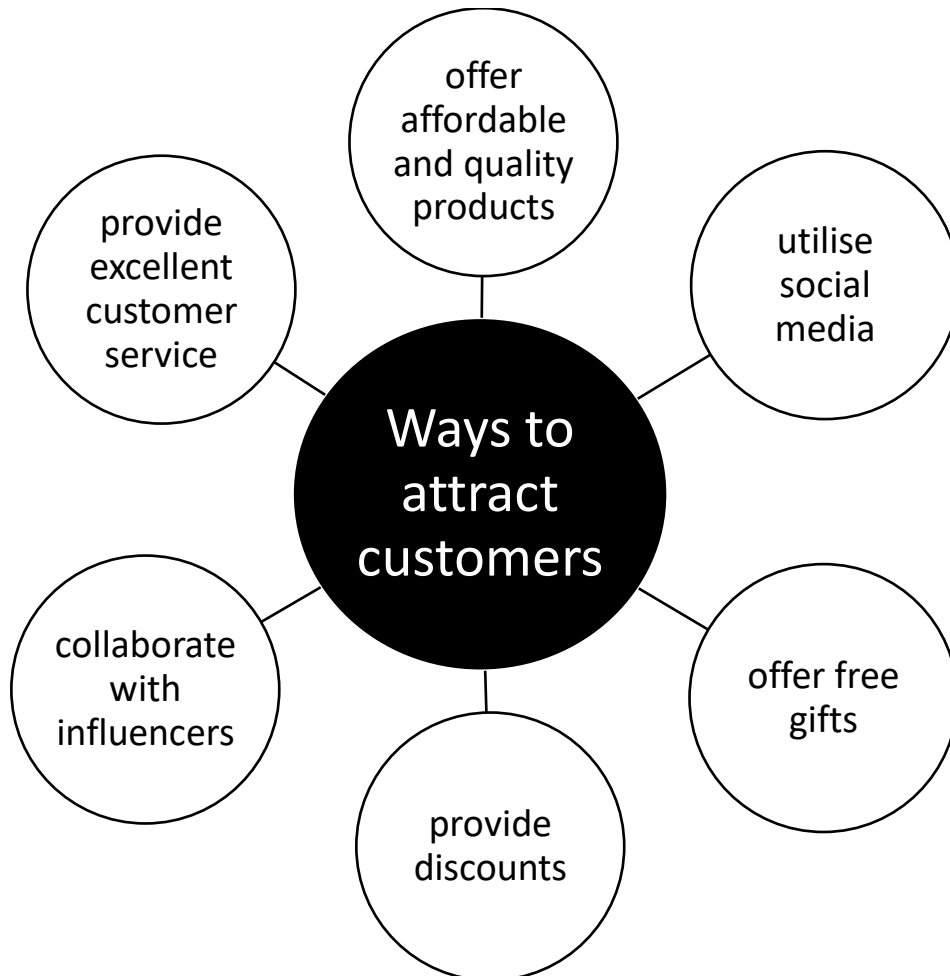 offer
affordable
and quality
products
utilise
social
media
offer free
gifts
provide
discounts
collaborate
with
influencers
provide
excellent
customer
service
Ways to
attract
customers